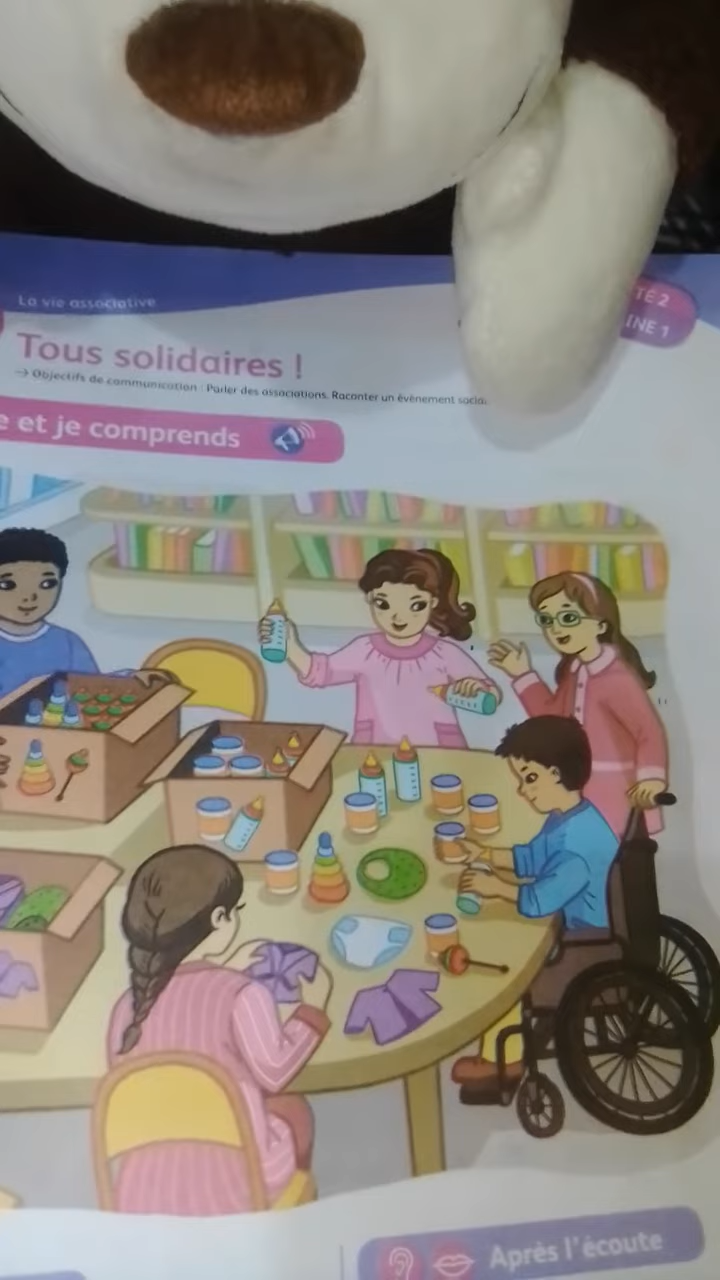 La vie associative
TÉ 2
INE 1
Tous solidaires !
→ Objectifs de communication : Parler des associations. Raconter un évènement socia
e et je comprends
Après l'écoute